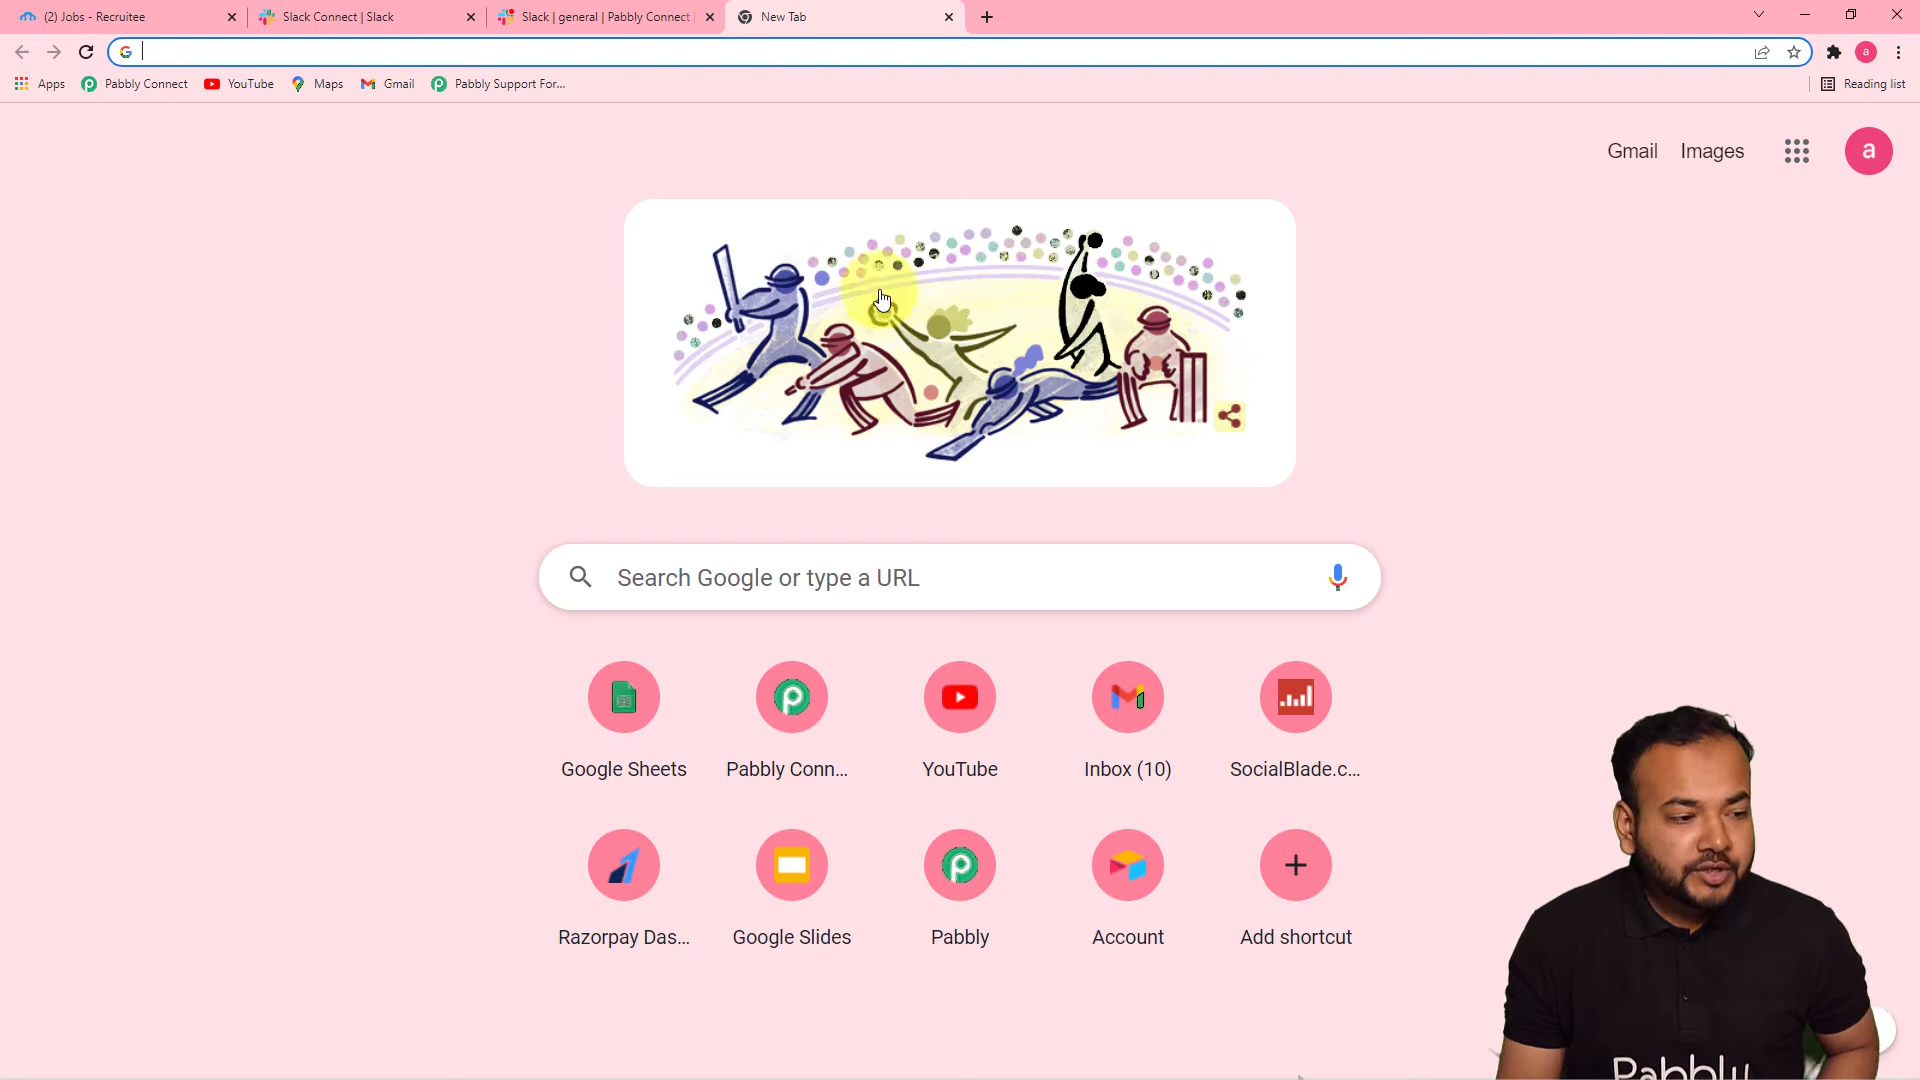 (2) Jobs - Recruitee
Slack Connect | Slack
Slack | general | Pabbly Connect
New Tab
a
Apps
Pabbly Connect
YouTube
Maps
Gmail
Pabbly Support For...
Reading list
Gmail
Images
a
Search Google or type a URL
Google Sheets
Pabbly Conn...
YouTube
Inbox (10)
SocialBlade.c...
Razorpay Das...
Google Slides
Pabbly
Account
Add shortcut
Pabbly